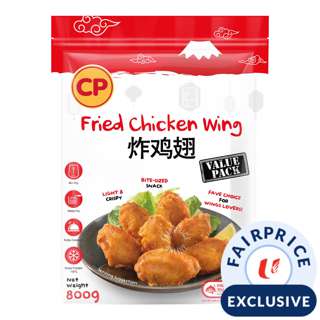 CP
Fried Chicken Wing
炸鸡翅
VALUE
PACK
BITE-SIZED
SNACK
LIGHT &
CRISPY
FAVE CHOICE
FOR
WINGS LOVERS!
Net
Weight
800g
FAIRPRICE
EXCLUSIVE